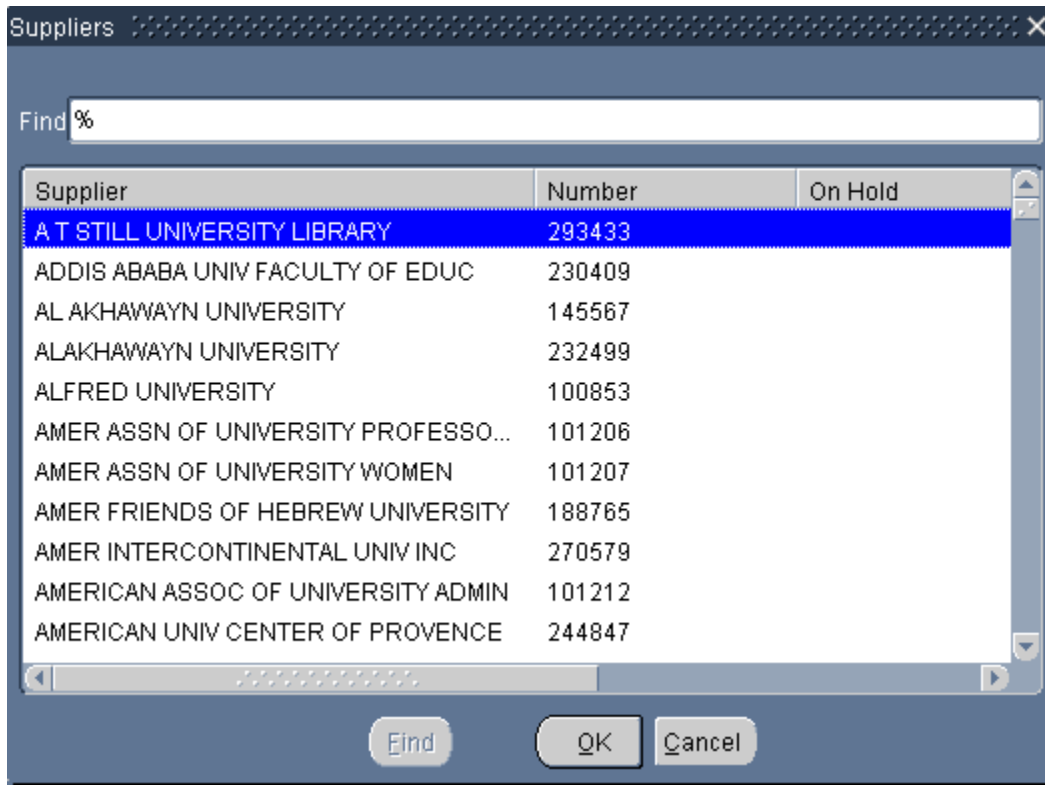 Suppliers
Find %
Supplier Number On Hold
A T STILL UNIVERSITY LIBRARY 293433
ADDIS ABABA UNIV FACULTY OF EDUC 230409
AL AKHAWAYN UNIVERSITY 145567
ALAKHAWAYN UNIVERSITY 232499
ALFRED UNIVERSITY 100853
AMER ASSN OF UNIVERSITY PROFESSO... 101206
AMER ASSN OF UNIVERSITY WOMEN 101207
AMER FRIENDS OF HEBREW UNIVERSITY 188765
AMER INTERCONTINENTAL UNIV INC 270579
AMERICAN ASSOC OF UNIVERSITY ADMIN 101212
AMERICAN UNIV CENTER OF PROVENCE 244847
Find OK Cancel